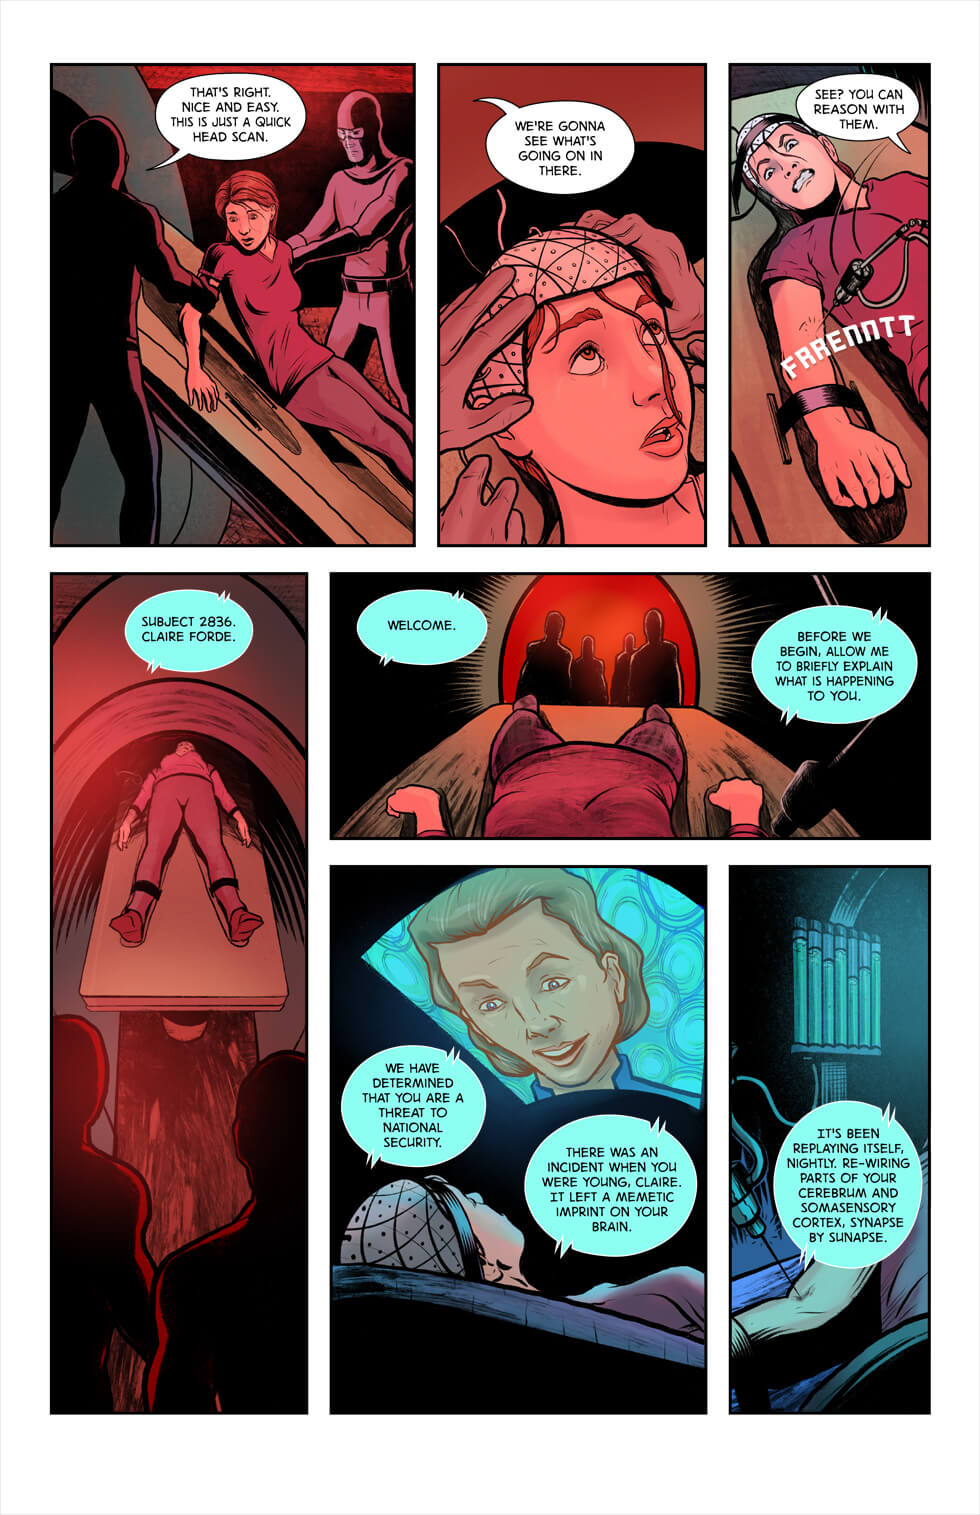 THAT'S RIGHT.
NICE AND EASY.
THIS IS JUST A QUICK
HEAD SCAN.
WE'RE GONNA
SEE WHAT'S
GOING ON IN
THERE.
SEE? YOU CAN
REASON WITH
THEM.
FRRENNTT
SUBJECT 2836.
CLAIRE FORDE.
WELCOME.
BEFORE WE
BEGIN, ALLOW ME
TO BRIEFLY EXPLAIN
WHAT IS HAPPENING
TO YOU.
WE HAVE
DETERMINED
THAT YOU ARE A
THREAT TO
NATIONAL
SECURITY.
THERE WAS AN
INCIDENT WHEN YOU
WERE YOUNG, CLAIRE.
IT LEFT A MEMETIC
IMPRINT ON YOUR
BRAIN.
IT'S BEEN
REPLAYING ITSELF,
NIGHTLY. RE-WIRING
PARTS OF YOUR
CEREBRUM AND
SOMASENSORY
CORTEX, SYNAPSE
BY SUNAPSE.